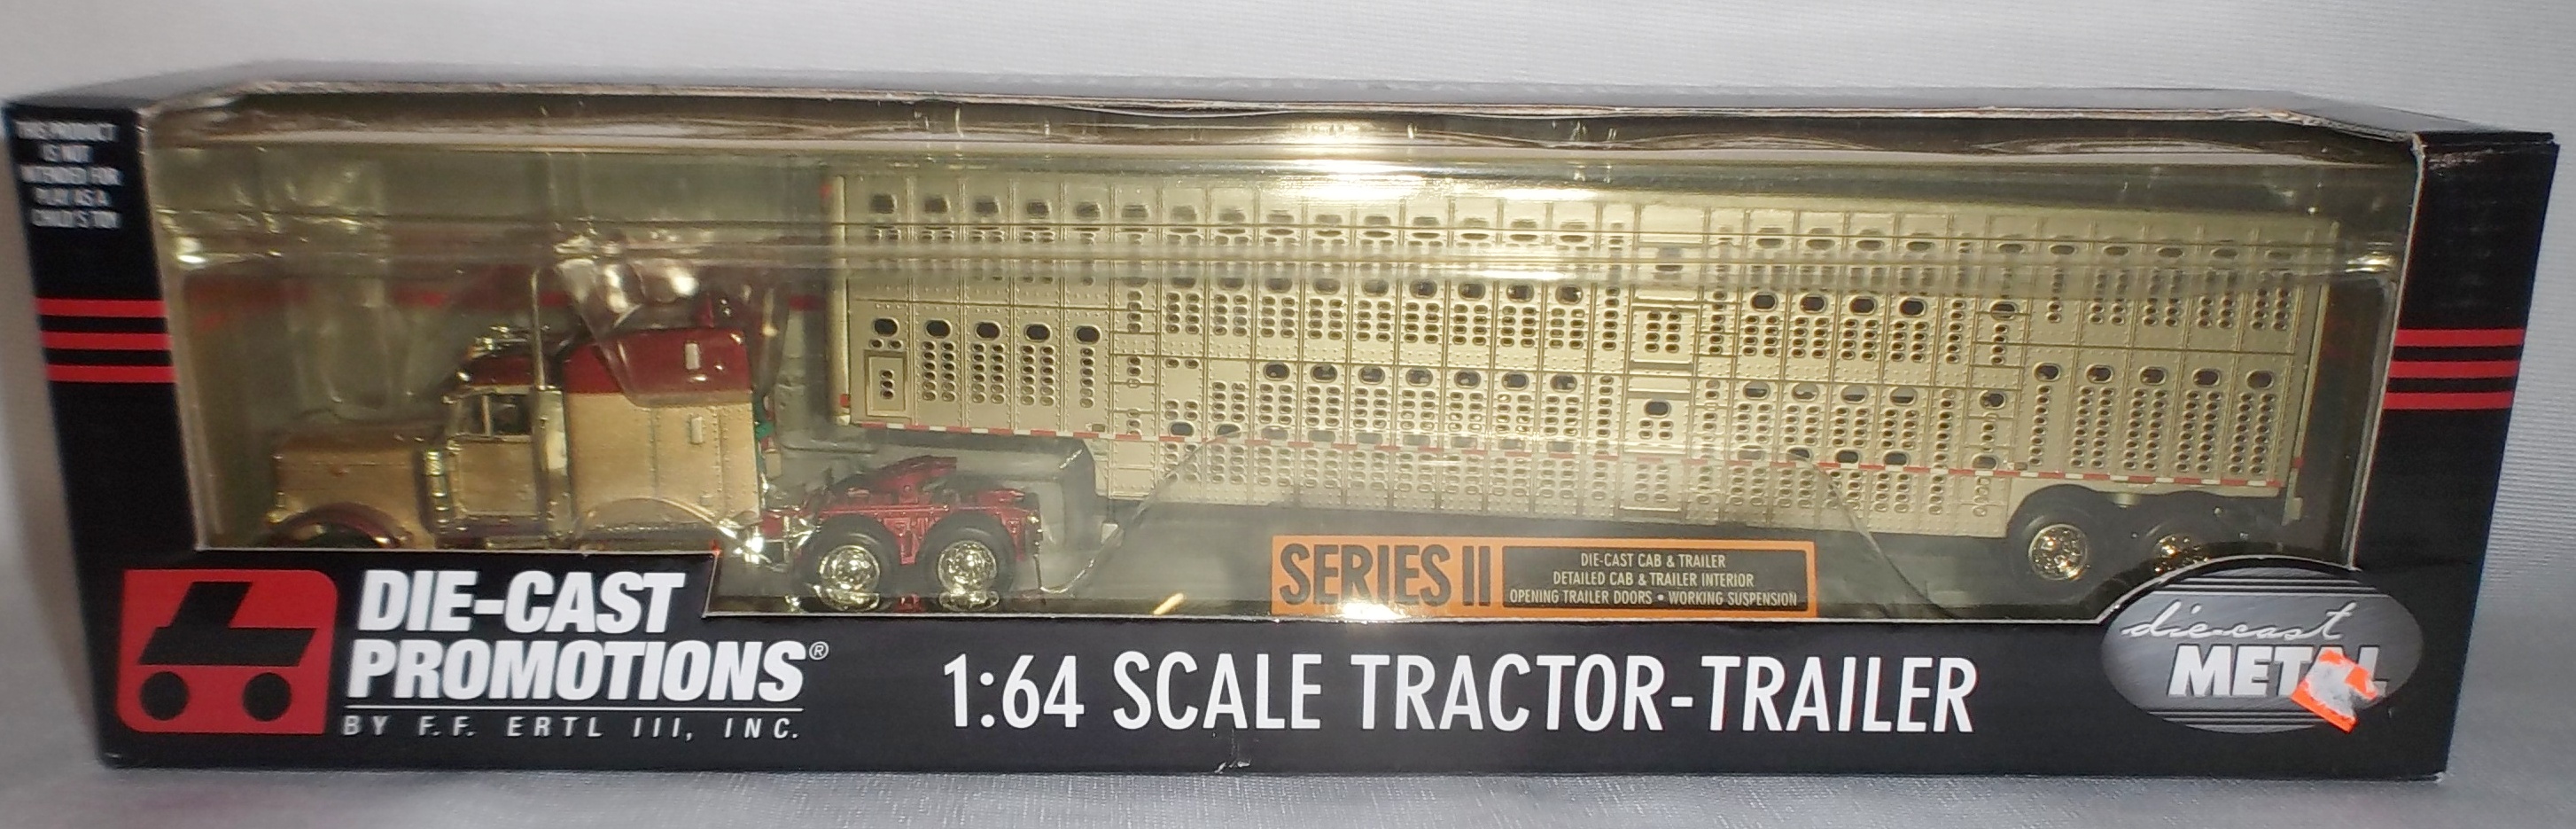 THIS PRODUCT
IS NOT
INTENDED FOR
PLAY AS A
CHILD'S TOY
SERIES II
DIE-CAST CAB & TRAILER
DETAILED CAB & TRAILER INTERIOR
OPENING TRAILER DOORS • WORKING SUSPENSION
DIE-CAST
PROMOTIONS®
BY F.F. ERTL III, INC.
1:64 SCALE TRACTOR-TRAILER
die-cast
METAL